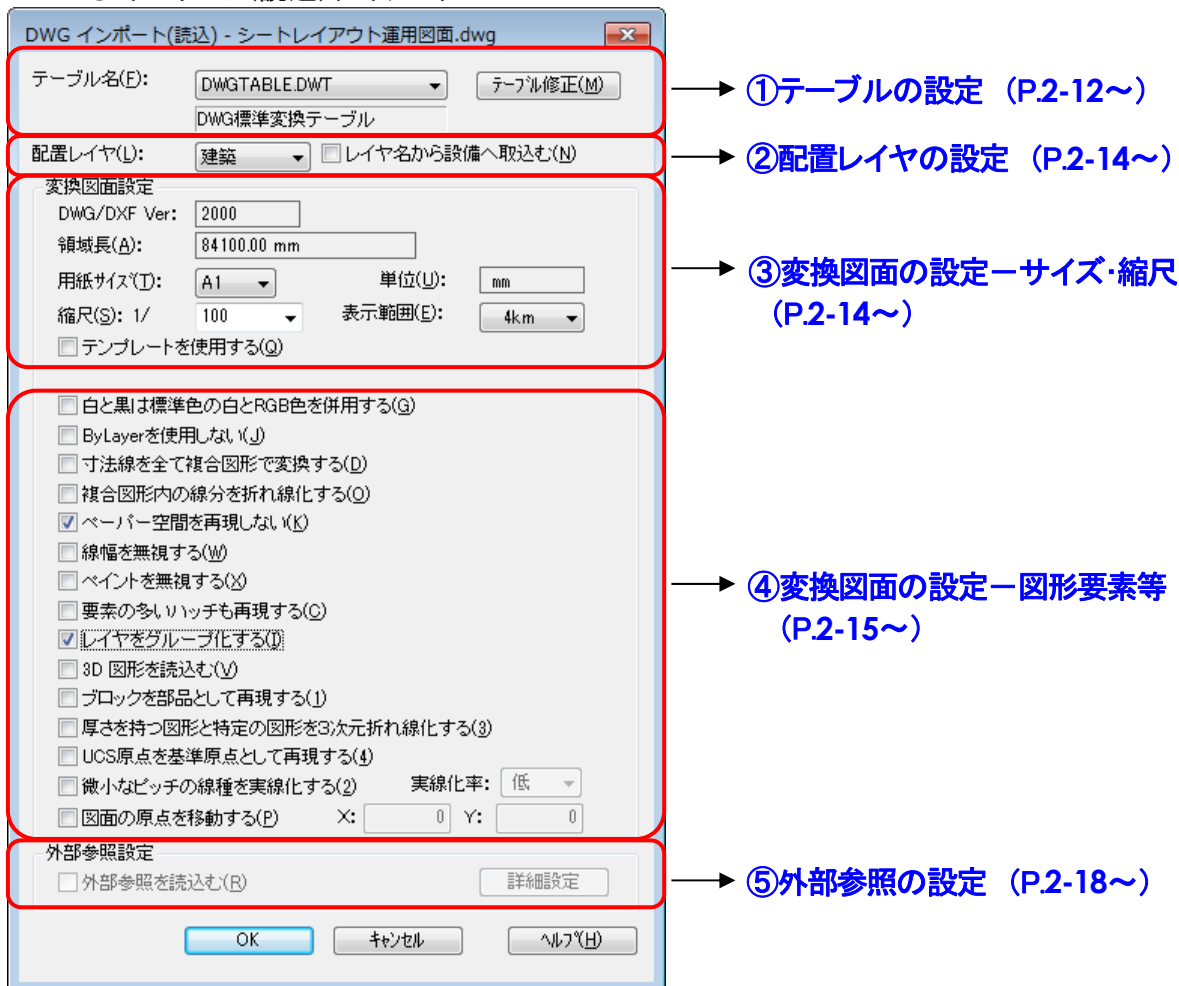 DWG インポート(読込) - シートレイアウト運用図面.dwg
テーブル名(F): DWGTABLE.DWT テーブル修正(M)
DWG標準変換テーブル
①テーブルの設定 (P.2-12～)
配置レイヤ(L): 建築 レイヤ名から設備へ取込む(N)
②配置レイヤの設定 (P.2-14～)
変換図面設定
DWG/DXF Ver: 2000
領域長(A): 84100.00 mm
用紙サイズ(T): A1 単位(U): mm
縮尺(S): 1/ 100 表示範囲(E): 4km
テンプレートを使用する(Q)
③変換図面の設定－サイズ・縮尺
(P.2-14～)
白と黒は標準色の白とRGB色を併用する(G)
ByLayerを使用しない(J)
寸法線を全て複合図形で変換する(D)
複合図形内の線分を折れ線化する(O)
ペーパー空間を再現しない(K)
線幅を無視する(W)
ペイントを無視する(X)
要素の多いハッチも再現する(C)
レイヤをグループ化する(I)
3D 図形を読込む(V)
ブロックを部品として再現する(1)
厚さを持つ図形と特定の図形を3次元折れ線化する(3)
UCS原点を基準原点として再現する(4)
微小なピッチの線種を実線化する(2) 実線化率: 低
図面の原点を移動する(P) X: 0 Y: 0
④変換図面の設定－図形要素等
(P.2-15～)
外部参照設定
外部参照を読込む(R) 詳細設定
⑤外部参照の設定 (P.2-18～)
OK キャンセル ヘルプ(H)